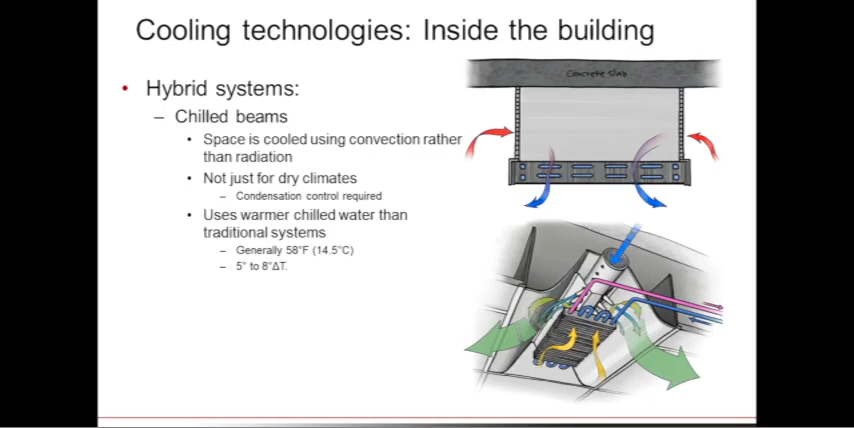 Cooling technologies: Inside the building
• Hybrid systems:
– Chilled beams
• Space is cooled using convection rather
than radiation
• Not just for dry climates
– Condensation control required
• Uses warmer chilled water than
traditional systems
– Generally 58°F (14.5°C)
– 5° to 8°ΔT.
Concrete slab